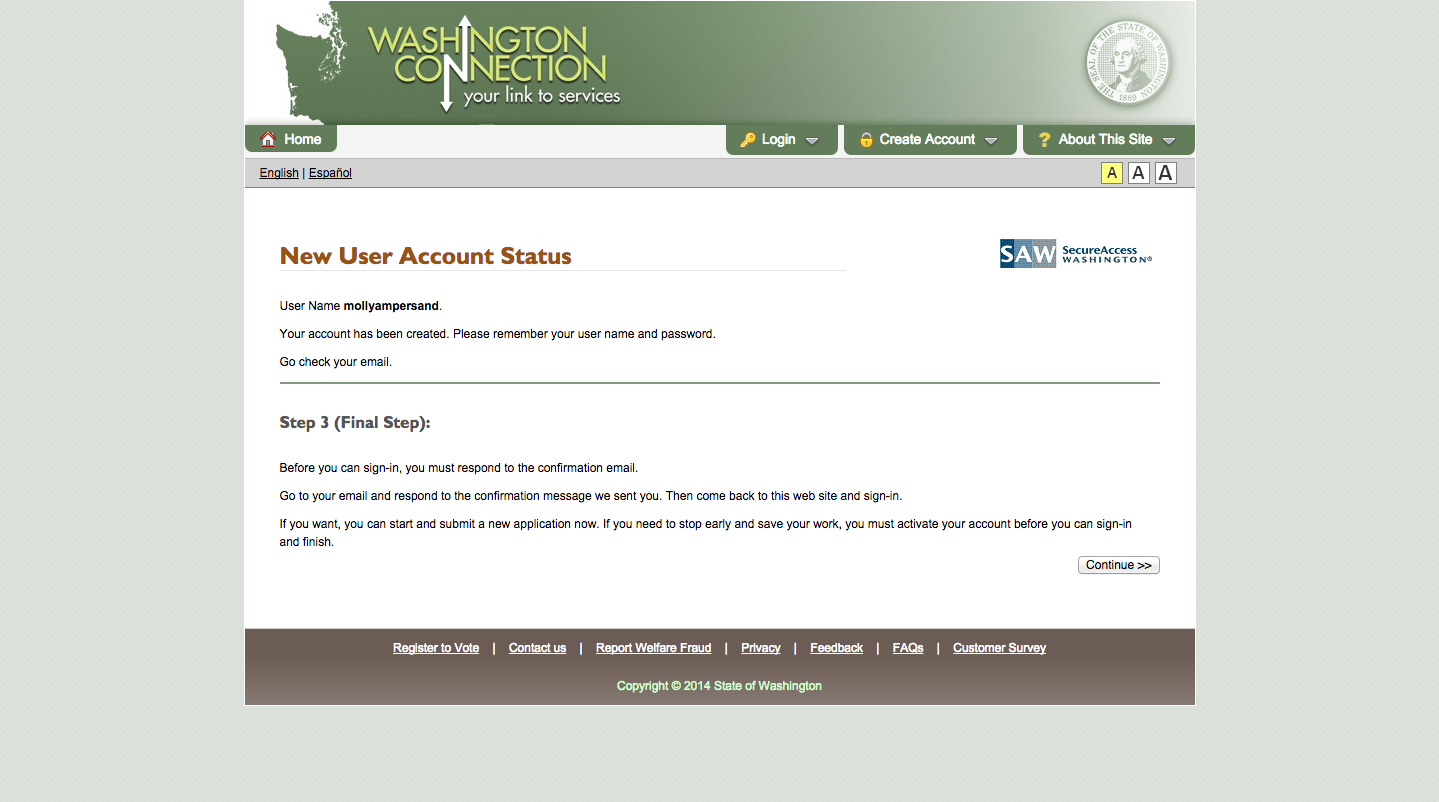 WASHINGTON
CONNECTION
your link to services
THE SEAL OF THE STATE OF WASHINGTON
1889
Home
Login
Create Account
? About This Site
English | Español
A A A
New User Account Status
SAW SecureAccess
WASHINGTON®
User Name mollyampersand.
Your account has been created. Please remember your user name and password.
Go check your email.
Step 3 (Final Step):
Before you can sign-in, you must respond to the confirmation email.
Go to your email and respond to the confirmation message we sent you. Then come back to this web site and sign-in.
If you want, you can start and submit a new application now. If you need to stop early and save your work, you must activate your account before you can sign-in
and finish.
Continue >>
Register to Vote | Contact us | Report Welfare Fraud | Privacy | Feedback | FAQs | Customer Survey
Copyright © 2014 State of Washington